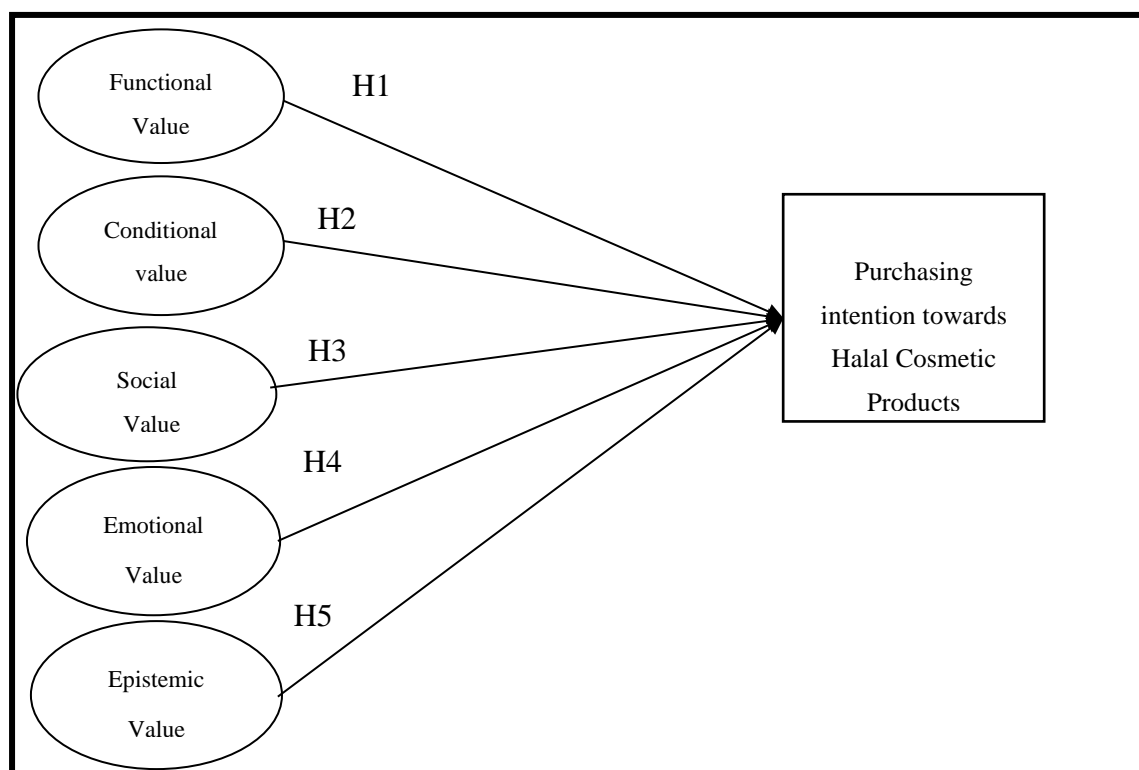 Functional
Value
H1
Conditional
value
H2
Social
Value
H3
Emotional
Value
H4
Epistemic
Value
H5
Purchasing
intention towards
Halal Cosmetic
Products